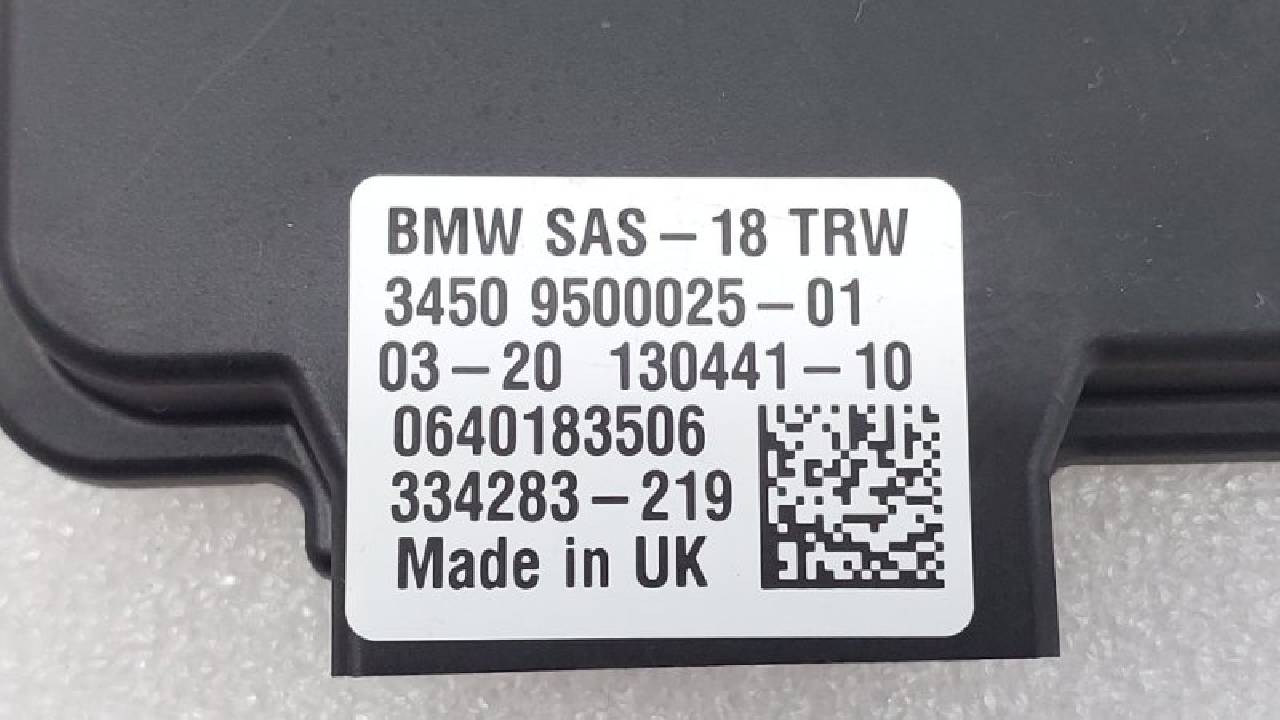 BMW SAS-18 TRW
3450 9500025-01
03-20 130441-10
0640183506
334283-219
Made in UK